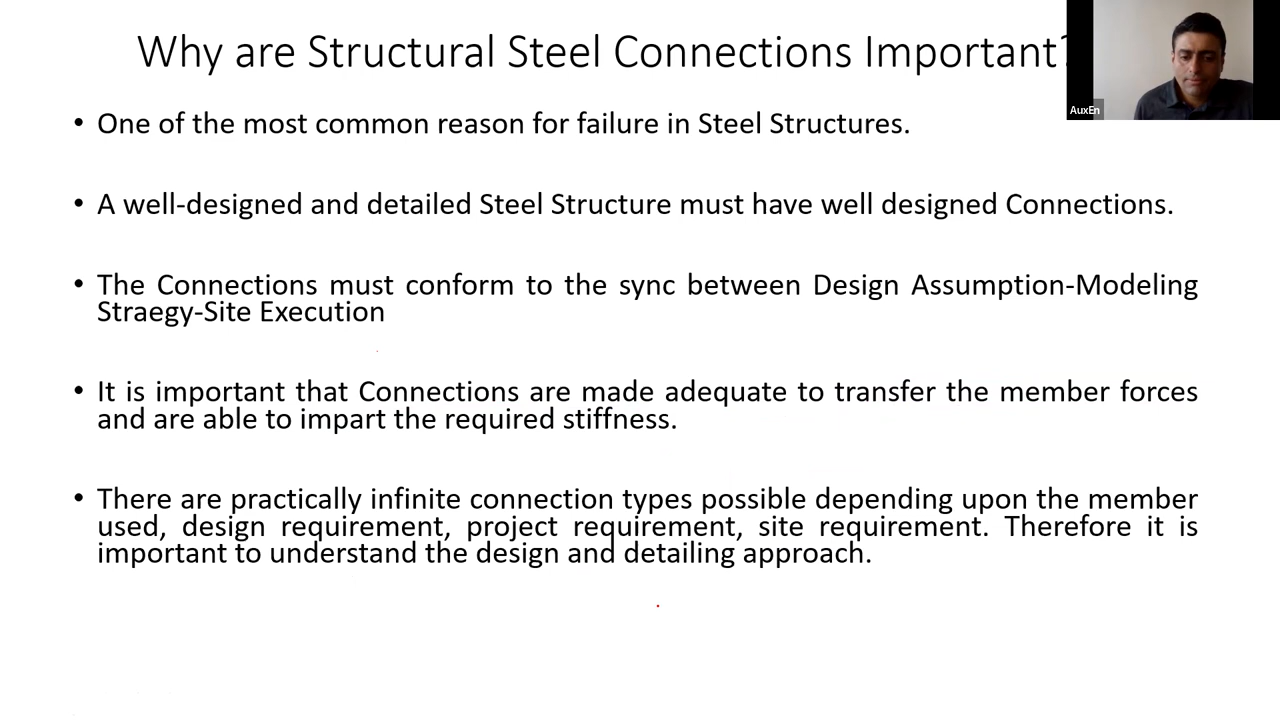 Why are Structural Steel Connections Important?
AuxEn
• One of the most common reason for failure in Steel Structures.
• A well-designed and detailed Steel Structure must have well designed Connections.
• The Connections must conform to the sync between Design Assumption-Modeling
Straegy-Site Execution
• It is important that Connections are made adequate to transfer the member forces
and are able to impart the required stiffness.
• There are practically infinite connection types possible depending upon the member
used, design requirement, project requirement, site requirement. Therefore it is
important to understand the design and detailing approach.